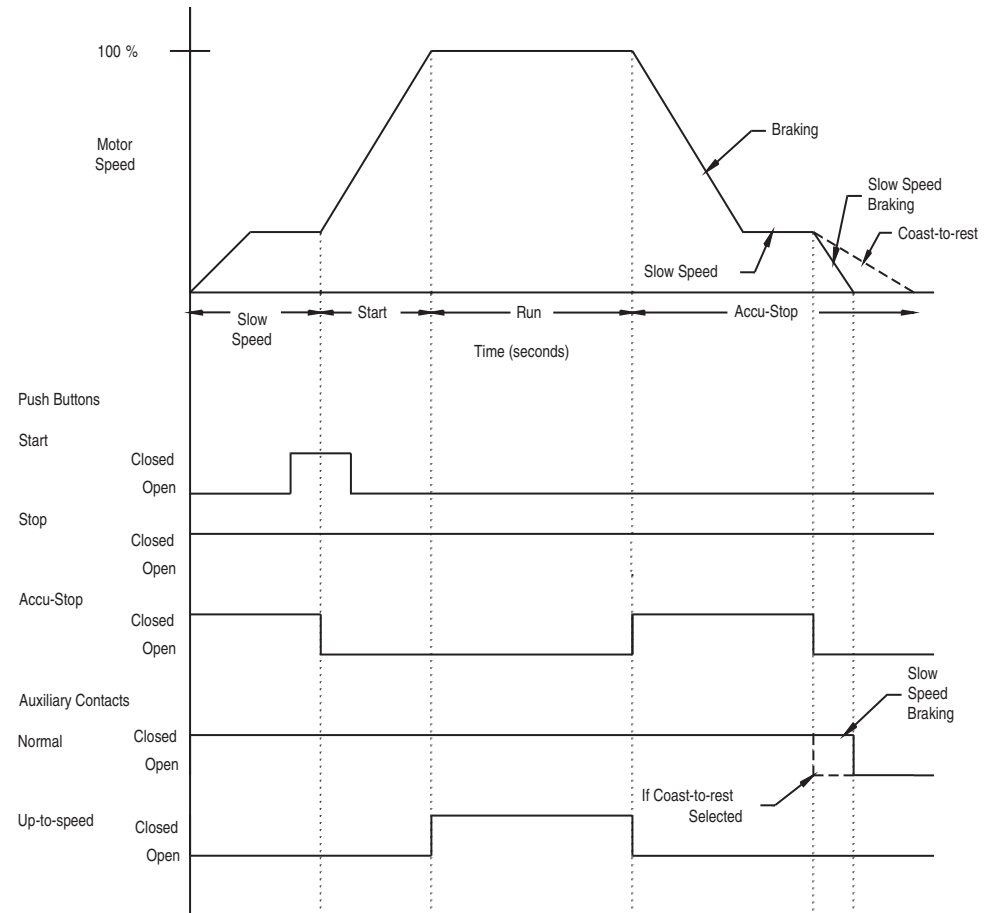 100 %
Motor
Speed
Braking
Slow Speed
Braking
Coast-to-rest
Slow Speed
Slow
Speed
Start
Run
Accu-Stop
Time (seconds)
Push Buttons
Start
Closed
Open
Stop
Closed
Open
Accu-Stop
Closed
Open
Slow
Speed
Braking
Auxiliary Contacts
Normal
Closed
Open
If Coast-to-rest
Selected
Up-to-speed
Closed
Open